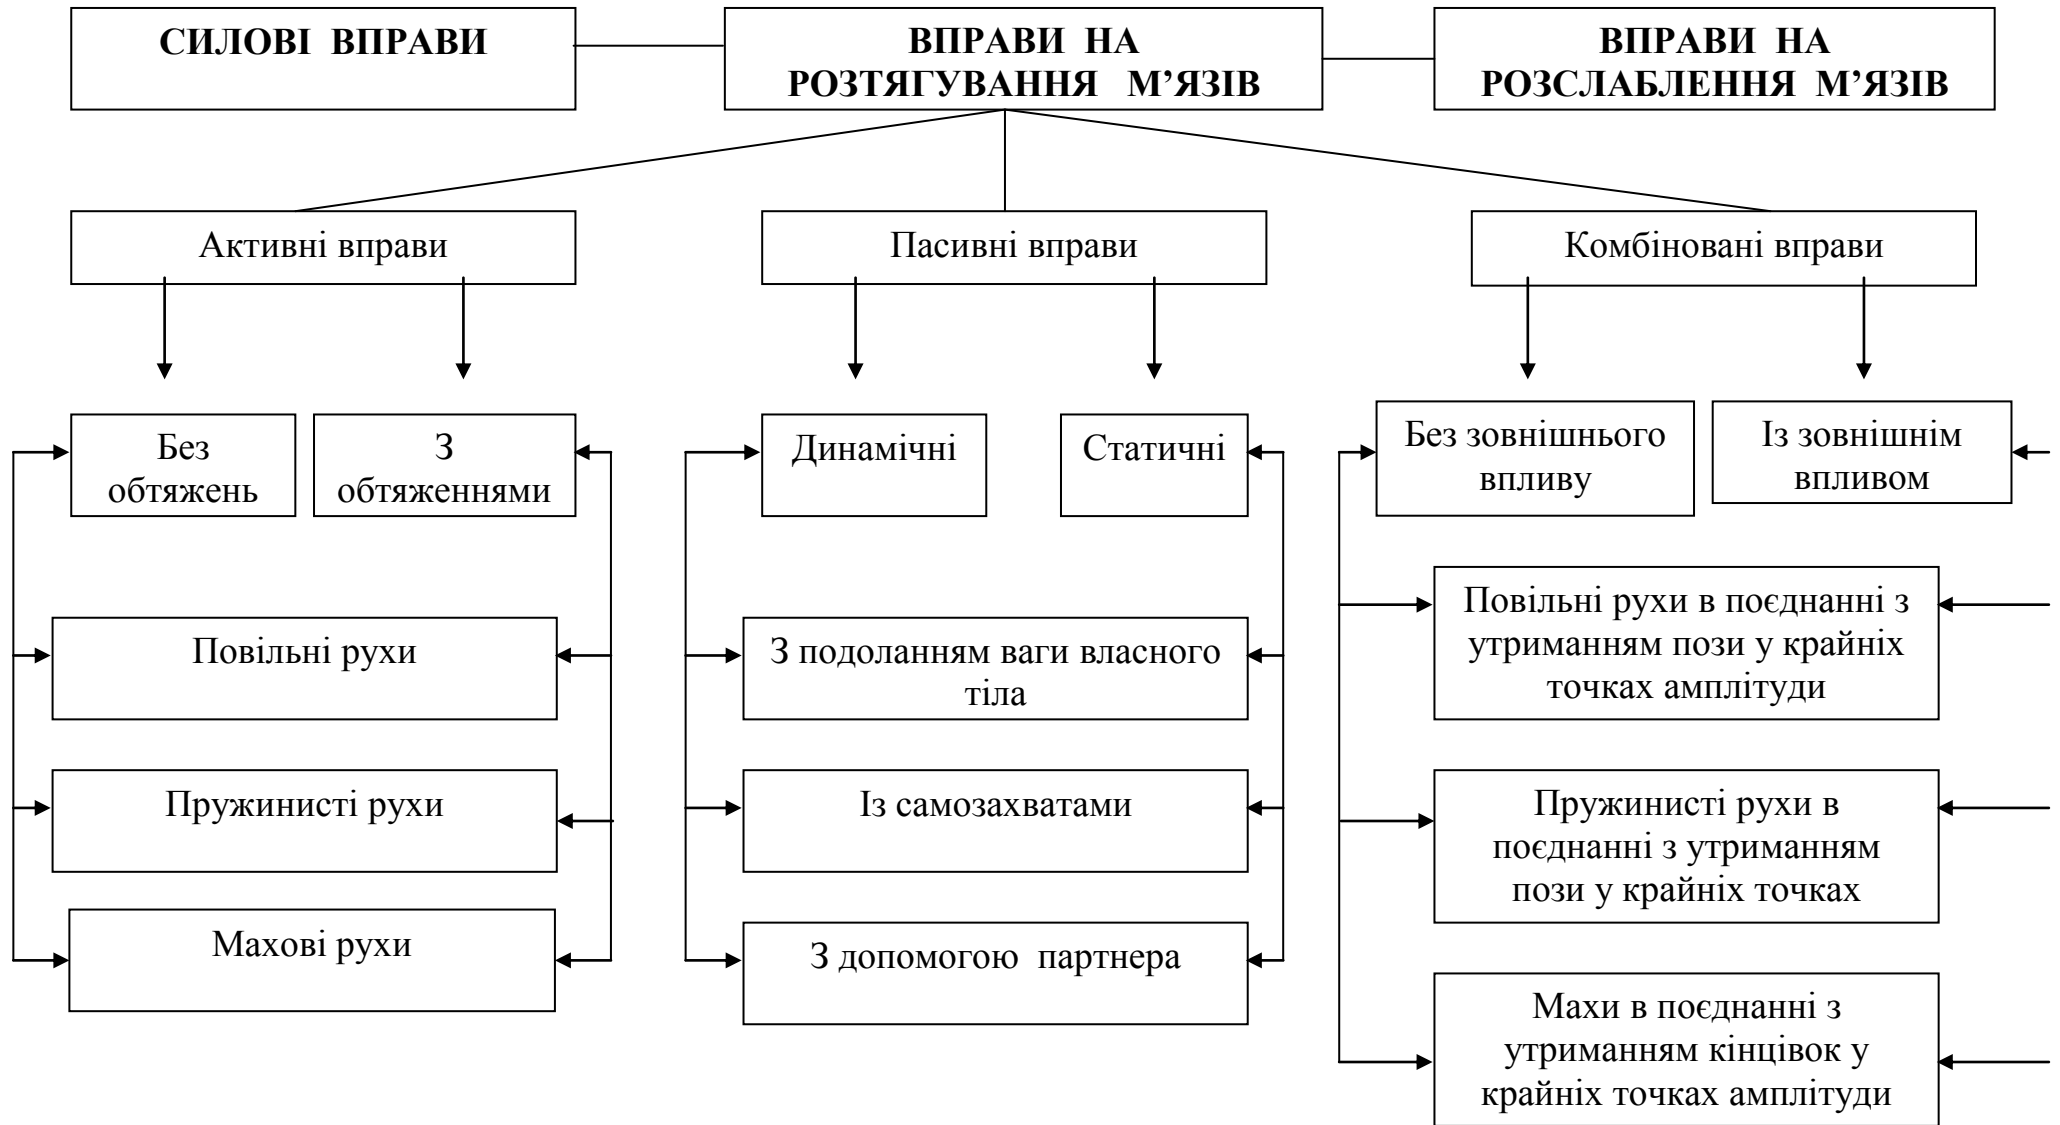 СИЛОВІ ВПРАВИ
ВПРАВИ НА
РОЗТЯГУВАННЯ М’ЯЗІВ
ВПРАВИ НА
РОЗСЛАБЛЕННЯ М’ЯЗІВ
Активні вправи
Пасивні вправи
Комбіновані вправи
Без
обтяжень
З
обтяженнями
Динамічні
Статичні
Без зовнішнього
впливу
Із зовнішнім
впливом
Повільні рухи
Пружинисті рухи
Махові рухи
З подоланням ваги власного
тіла
Із самозахватами
З допомогою партнера
Повільні рухи в поєднанні з
утриманням пози у крайніх
точках амплітуди
Пружинисті рухи в
поєднанні з утриманням
пози у крайніх точках
Махи в поєднанні з
утриманням кінцівок у
крайніх точках амплітуди